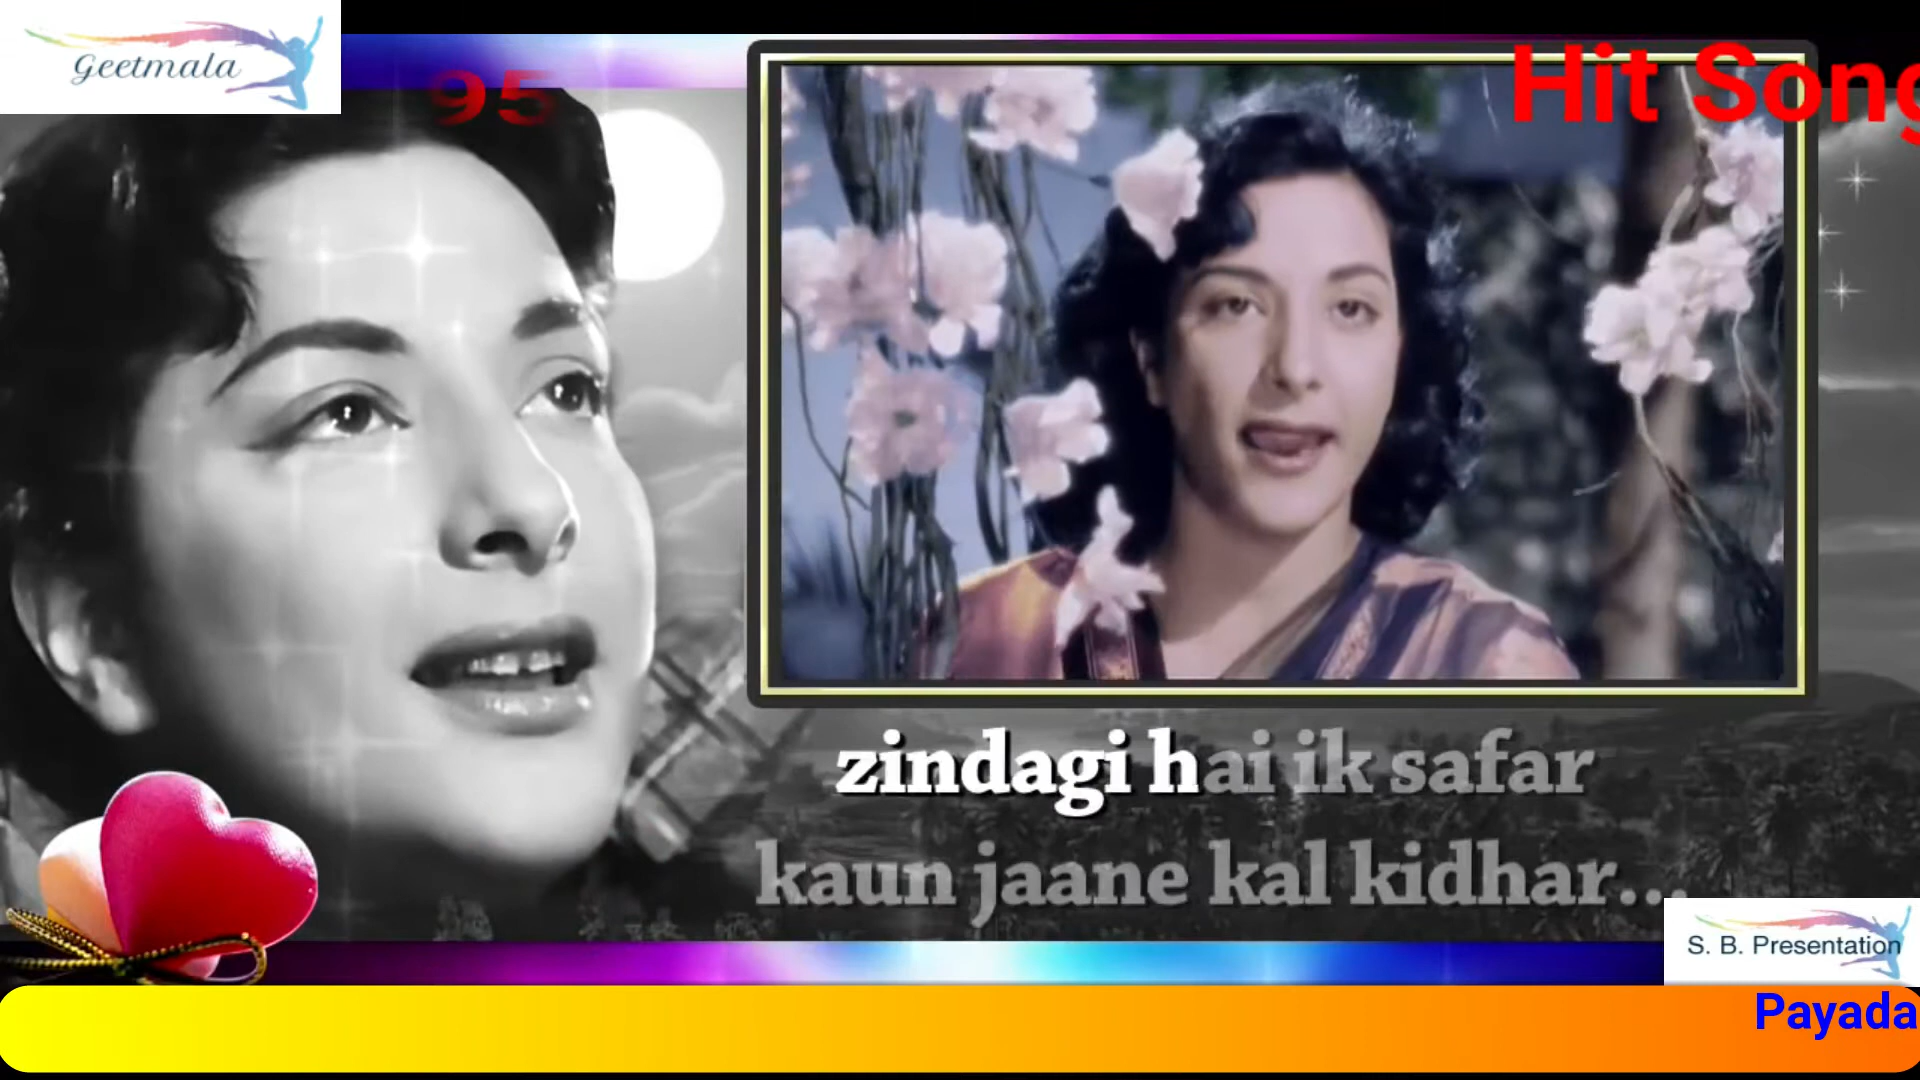 Geetmala
95
Hit Song
zindagi hai ik safar
kaun jaane kal kidhar...
S. B. Presentation
Payada